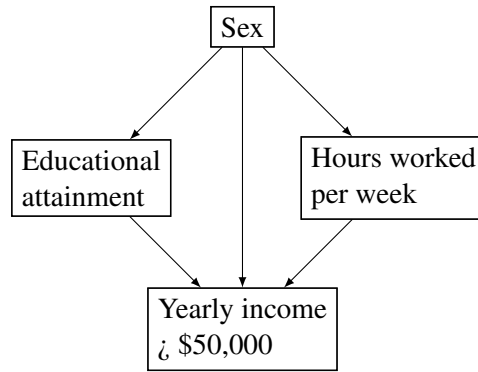 Sex
Educational
attainment
Hours worked
per week
Yearly income
¿ $50,000